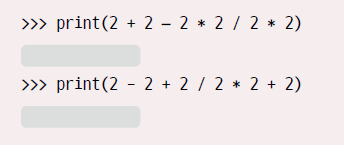 >>> print(2 + 2 – 2 * 2 / 2 * 2)
>>> print(2 - 2 + 2 / 2 * 2 + 2)